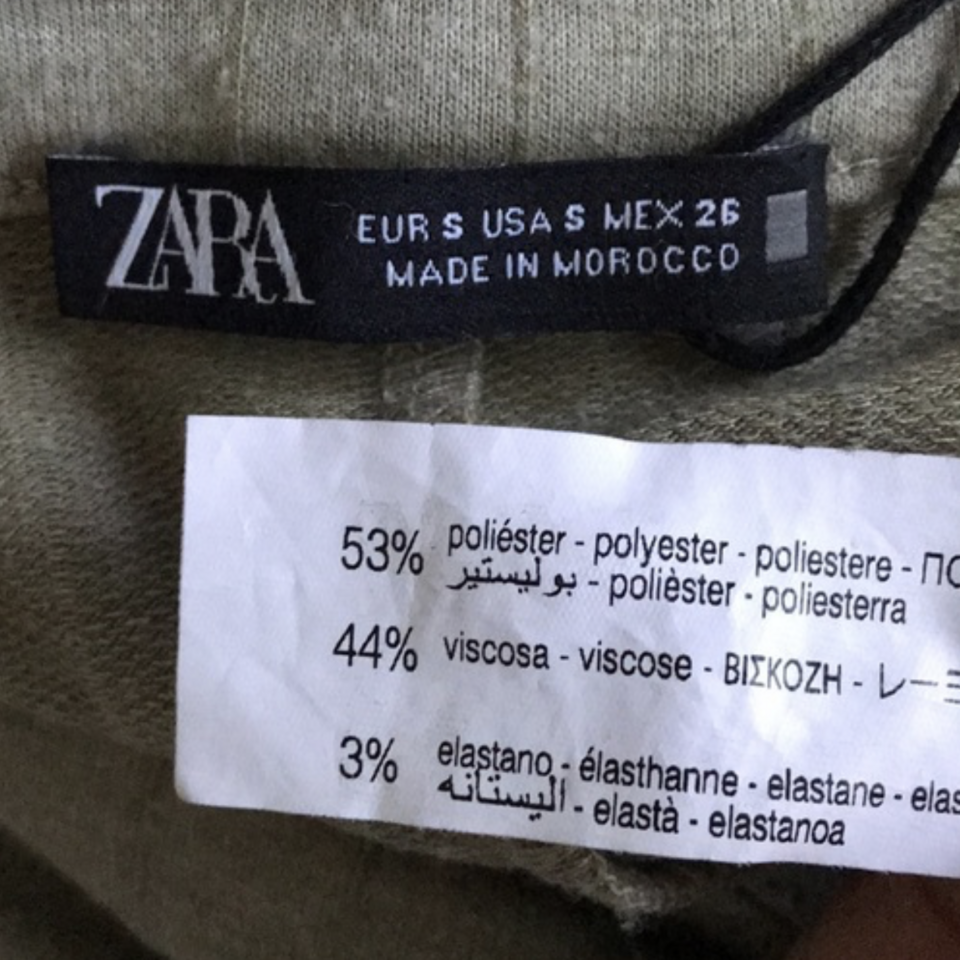 ZARA
EUR S USA S MEX 26
MADE IN MOROCCO
53% poliéster - polyester - poliestere -
بوليستير - polièster - poliesterra
44% viscosa - viscose - ΒΙΣΚΟΖΗ -
3% elastano - élasthanne - elastane -
اليستانه - elastà - elastanoa